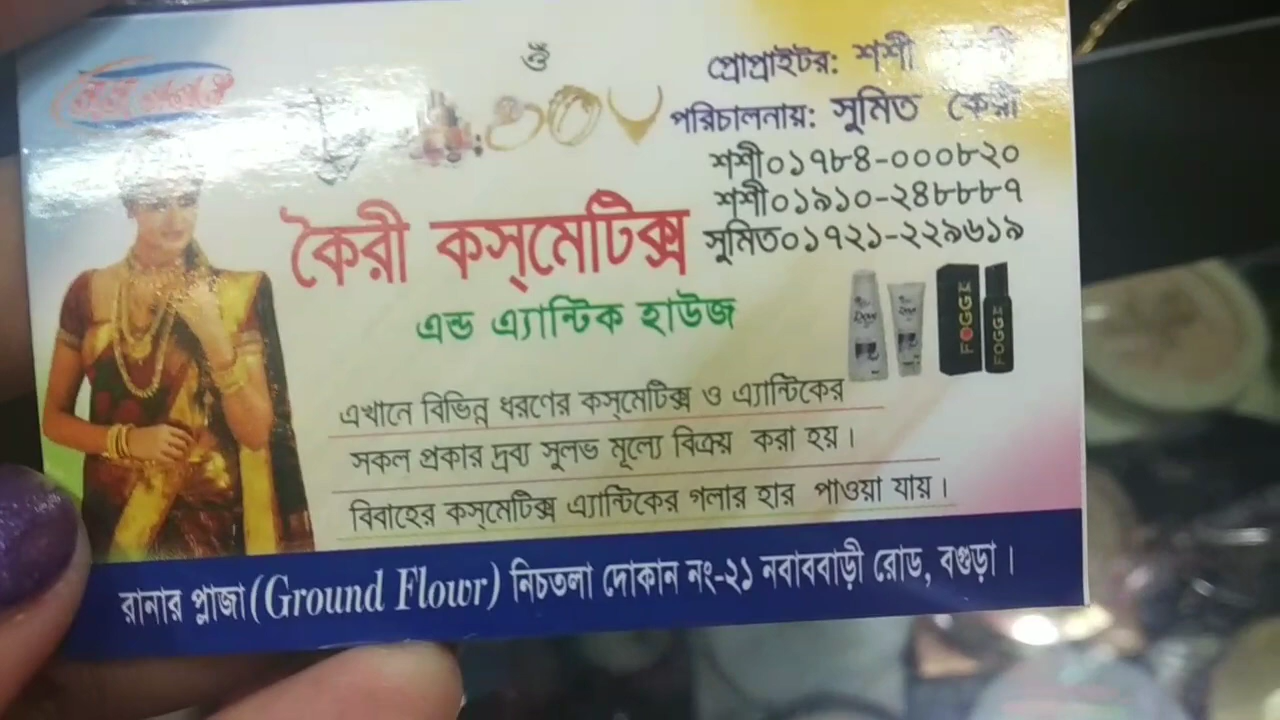 ওঁ
প্রোপ্রাইটর: শশী
পরিচালনায়: সুমিত কৈরী
শশী০১৭৮৪-০০০৮২০
শশী০১৯১০-২৪৮৮৮৭
সুমিত০১৭২১-২২৯৬১৯
কৈরী কস্‌মেটিক্স
এন্ড এ্যান্টিক হাউজ
FOGG
FOGG
এখানে বিভিন্ন ধরণের কস্‌মেটিক্স ও এ্যান্টিকের
সকল প্রকার দ্রব্য সুলভ মূল্যে বিক্রয় করা হয়।
বিবাহের কস্‌মেটিক্স এ্যান্টিকের গলার হার পাওয়া যায়।
রানার প্লাজা (Ground Flowr) নিচতলা দোকান নং-২১ নবাববাড়ী রোড, বগুড়া।